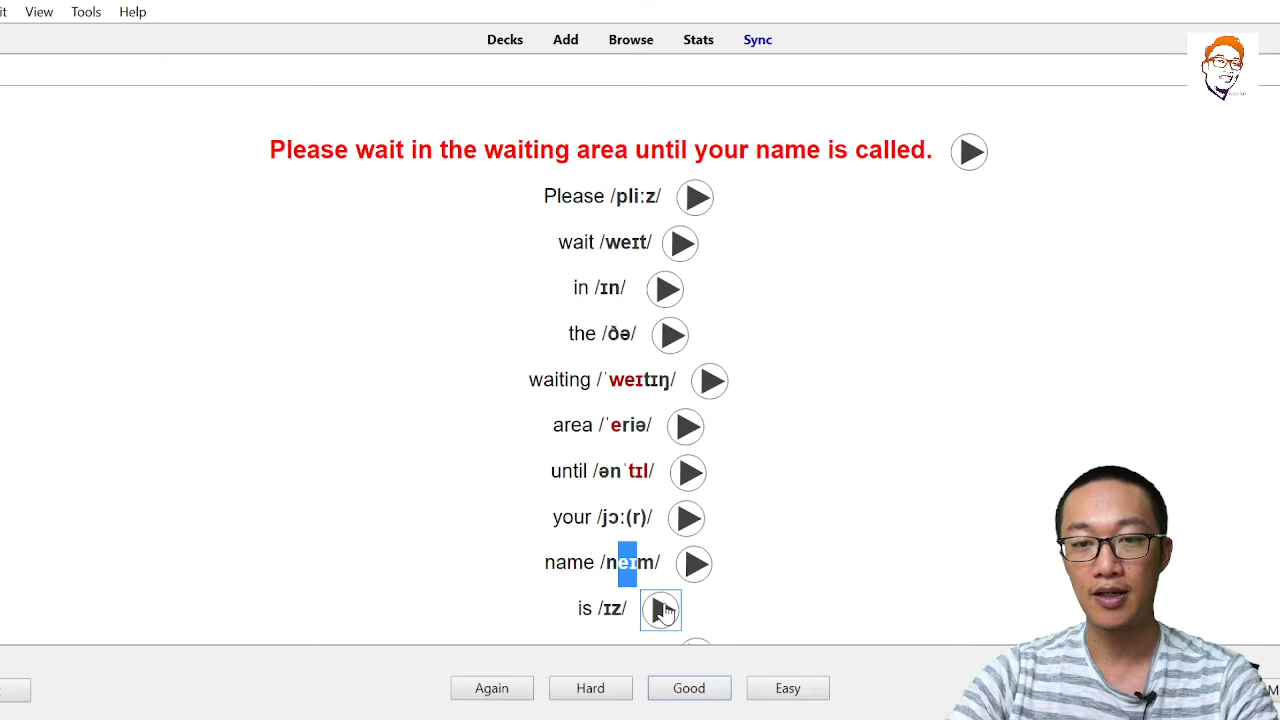 it View Tools Help
Decks Add Browse Stats Sync
Please wait in the waiting area until your name is called.
Please /pliːz/
wait /weɪt/
in /ɪn/
the /ðə/
waiting /ˈweɪtɪŋ/
area /ˈeriə/
until /ənˈtɪl/
your /jɔː(r)/
name /neɪm/
is /ɪz/
Again Hard Good Easy
M